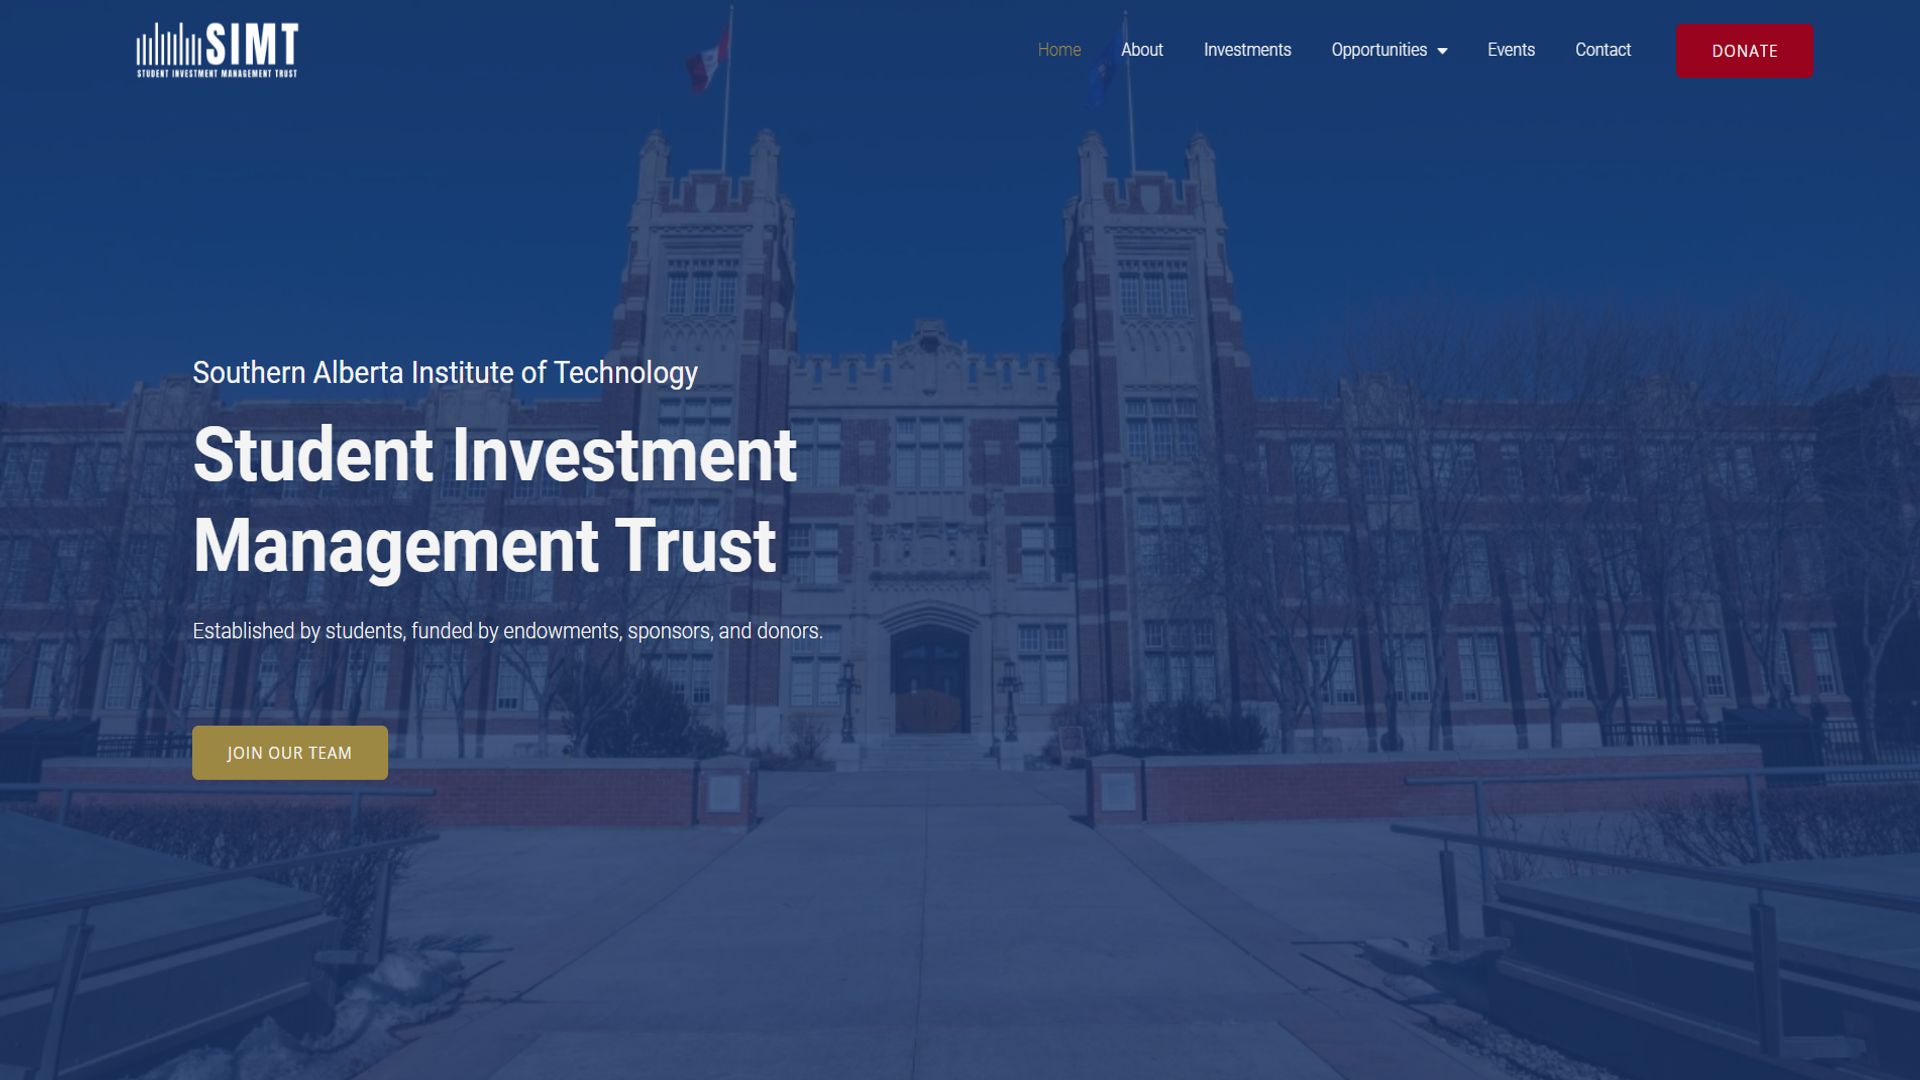 SIMT
STUDENT INVESTMENT MANAGEMENT TRUST
Home
About
Investments
Opportunities
Events
Contact
DONATE
Southern Alberta Institute of Technology
Student Investment
Management Trust
Established by students, funded by endowments, sponsors, and donors.
JOIN OUR TEAM